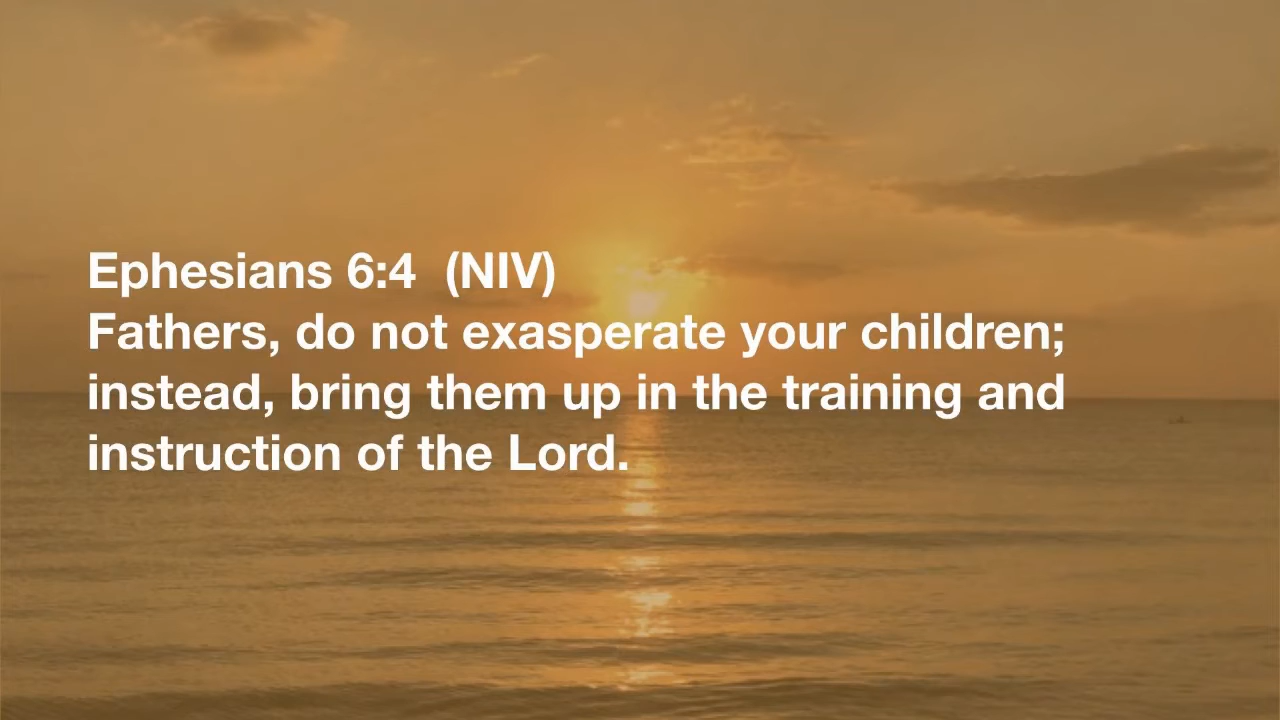 Ephesians 6:4  (NIV)
Fathers, do not exasperate your children;
instead, bring them up in the training and
instruction of the Lord.